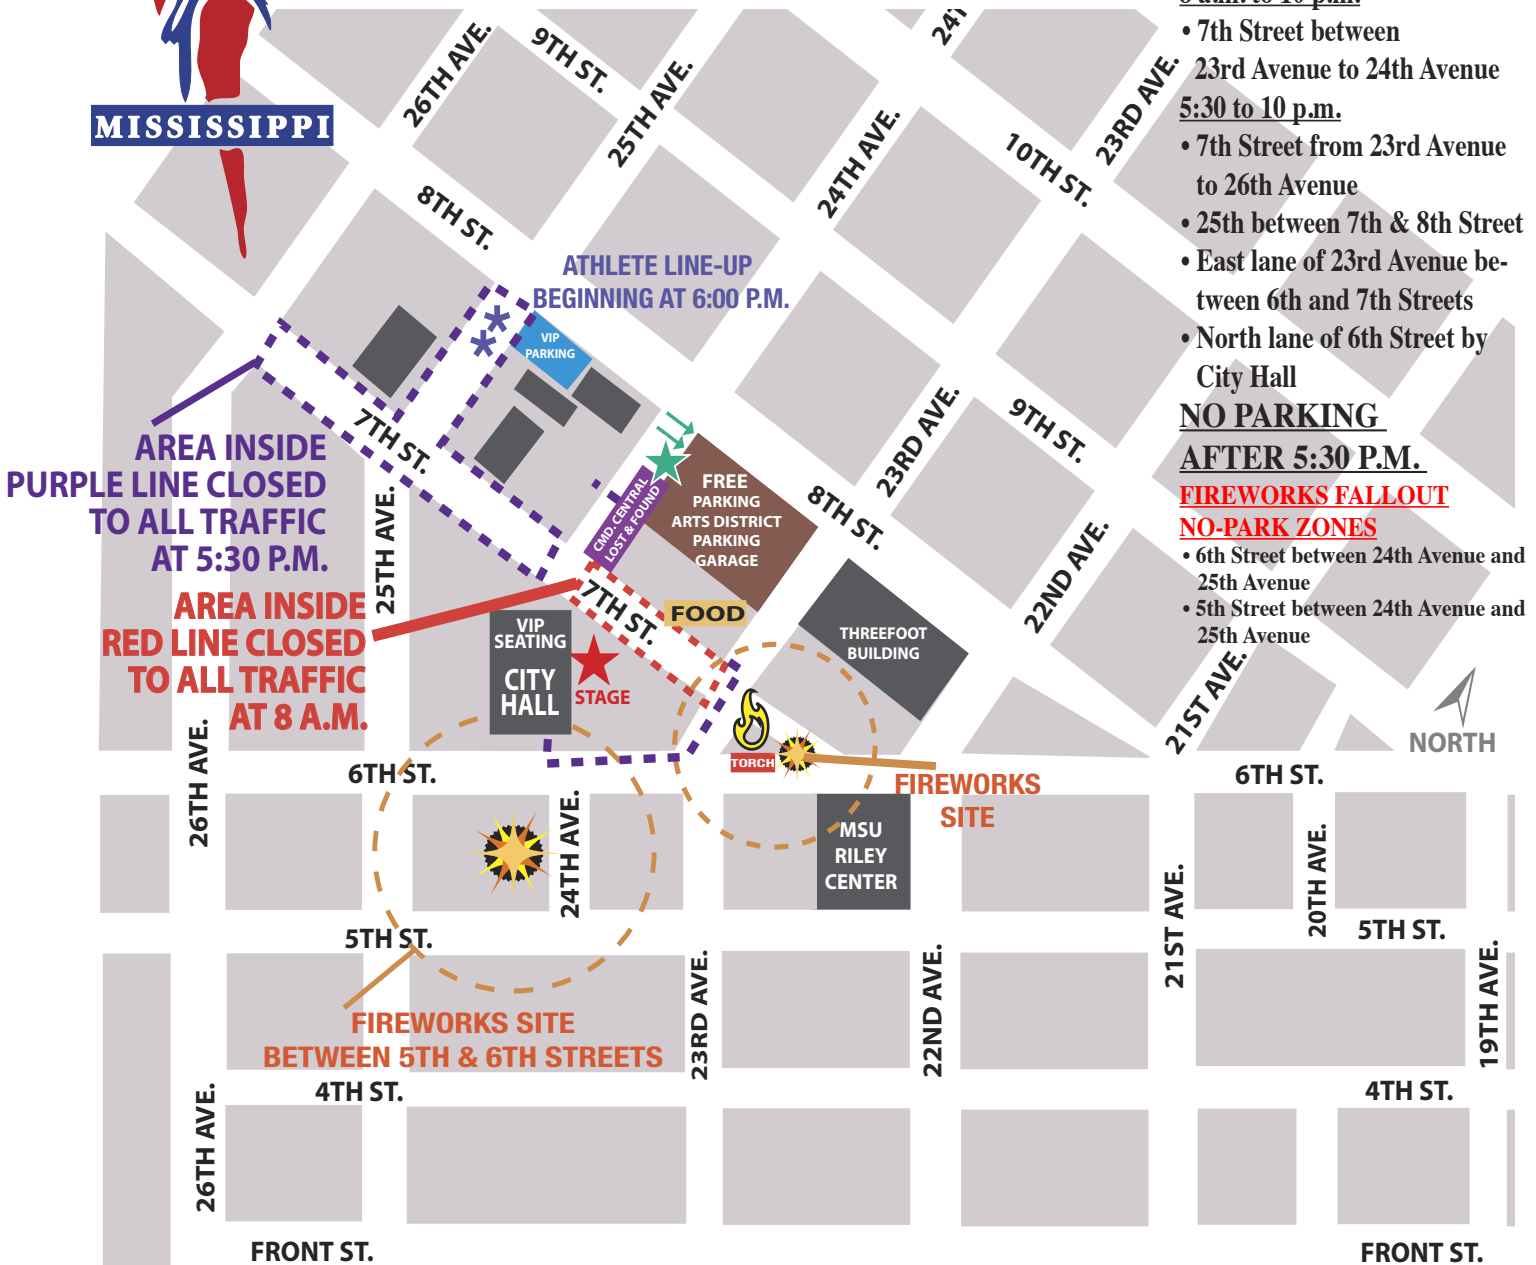 8 a.m. to 10 p.m.
• 7th Street between
23rd Avenue to 24th Avenue
5:30 to 10 p.m.
• 7th Street from 23rd Avenue
to 26th Avenue
• 25th between 7th & 8th Street
• East lane of 23rd Avenue be-
tween 6th and 7th Streets
• North lane of 6th Street by
City Hall
NO PARKING
AFTER 5:30 P.M.
FIREWORKS FALLOUT
NO-PARK ZONES
• 6th Street between 24th Avenue and
25th Avenue
• 5th Street between 24th Avenue and
25th Avenue
MISSISSIPPI
26TH AVE.
9TH ST.
25TH AVE.
24TH AVE.
23RD AVE.
10TH ST.
8TH ST.
ATHLETE LINE-UP
BEGINNING AT 6:00 P.M.
*
*
VIP
PARKING
7TH ST.
AREA INSIDE
PURPLE LINE CLOSED
TO ALL TRAFFIC
AT 5:30 P.M.
25TH AVE.
AREA INSIDE
RED LINE CLOSED
TO ALL TRAFFIC
AT 8 A.M.
CMD. CENTRAL
LOST & FOUND
FREE
PARKING
ARTS DISTRICT
PARKING
GARAGE
8TH ST.
23RD AVE.
9TH ST.
22ND AVE.
7TH ST.
FOOD
VIP
SEATING
CITY
HALL
STAGE
THREEFOOT
BUILDING
21ST AVE.
NORTH
TORCH
FIREWORKS
SITE
26TH AVE.
6TH ST.
6TH ST.
24TH AVE.
MSU
RILEY
CENTER
21ST AVE.
20TH AVE.
5TH ST.
5TH ST.
FIREWORKS SITE
BETWEEN 5TH & 6TH STREETS
23RD AVE.
22ND AVE.
19TH AVE.
4TH ST.
4TH ST.
26TH AVE.
FRONT ST.
FRONT ST.